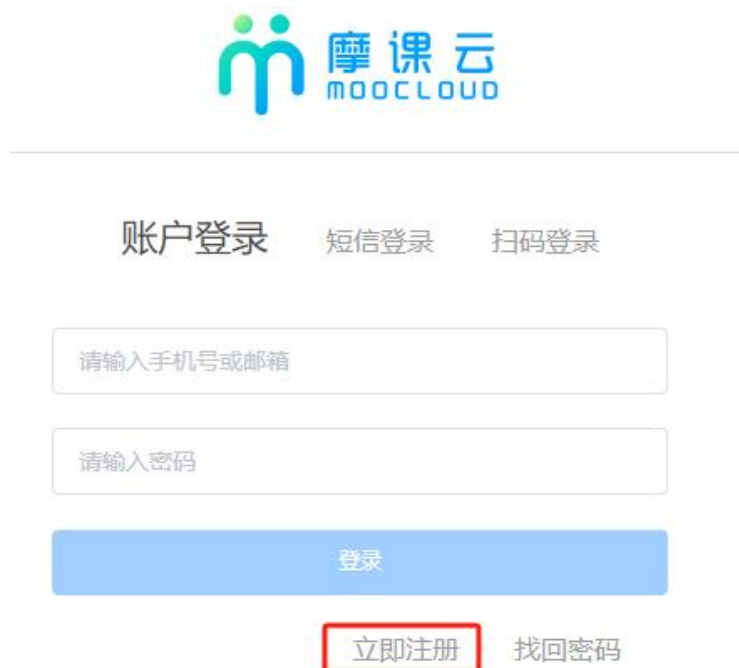 摩课云
MOOCLOUD
账户登录 短信登录 扫码登录
请输入手机号或邮箱
请输入密码
登录
立即注册 找回密码